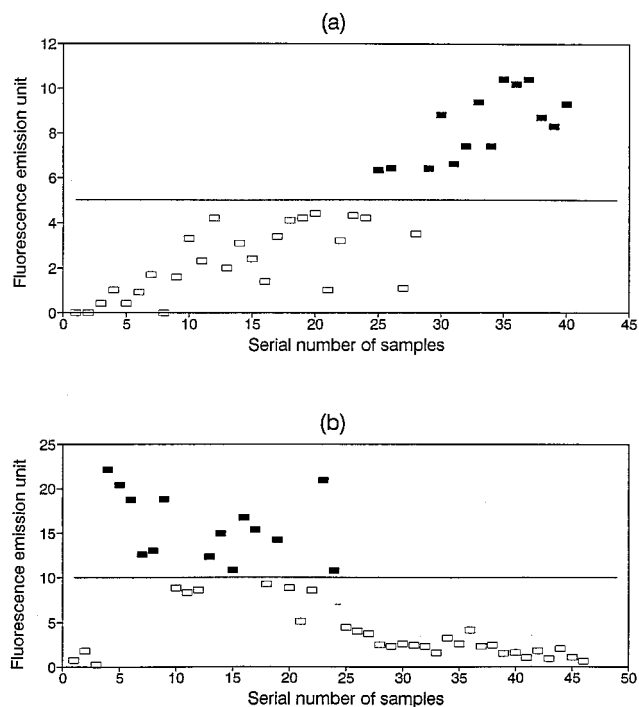 (a)
Fluorescence emission unit
12
10
8
6
4
2
0
0 5 10 15 20 25 30 35 40 45
Serial number of samples
(b)
Fluorescence emission unit
25
20
15
10
5
0
0 5 10 15 20 25 30 35 40 45 50
Serial number of samples